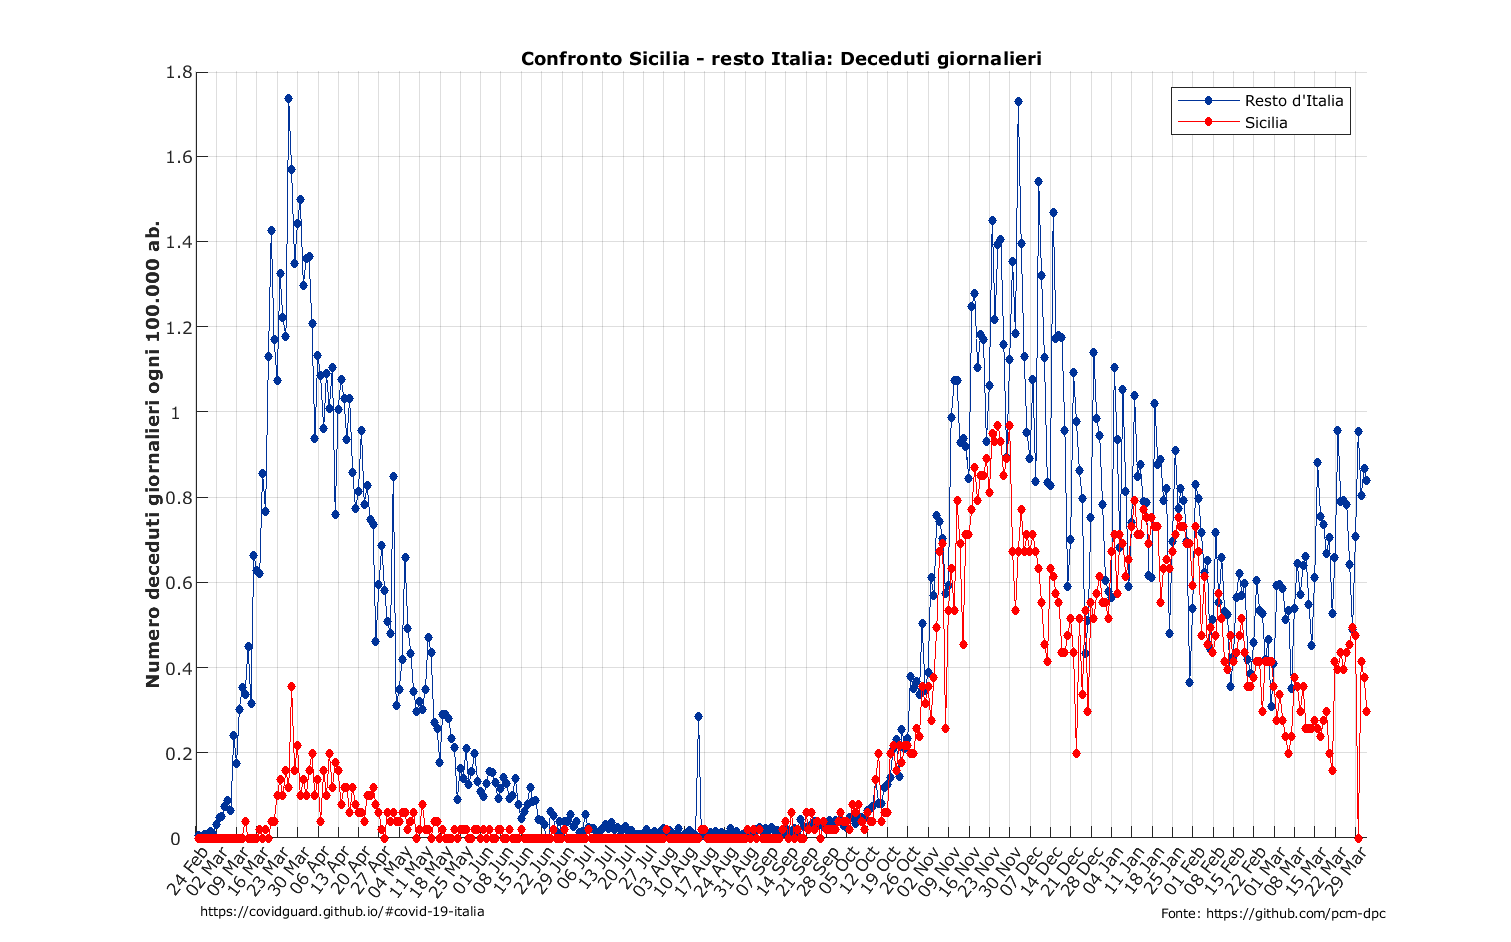 Confronto Sicilia - resto Italia: Deceduti giornalieri
1.8
1.6
1.4
1.2
1
0.8
0.6
0.4
0.2
0
Numero deceduti giornalieri ogni 100.000 ab.
Resto d'Italia
Sicilia
24 Feb
02 Mar
09 Mar
16 Mar
23 Mar
30 Mar
06 Apr
13 Apr
20 Apr
27 Apr
04 May
11 May
18 May
25 May
01 Jun
08 Jun
15 Jun
22 Jun
29 Jun
06 Jul
13 Jul
20 Jul
27 Jul
03 Aug
10 Aug
17 Aug
24 Aug
31 Aug
07 Sep
14 Sep
21 Sep
28 Sep
05 Oct
12 Oct
19 Oct
26 Oct
02 Nov
09 Nov
16 Nov
23 Nov
30 Nov
07 Dec
14 Dec
21 Dec
28 Dec
04 Jan
11 Jan
18 Jan
25 Jan
01 Feb
08 Feb
15 Feb
22 Feb
01 Mar
08 Mar
15 Mar
22 Mar
29 Mar
https://covidguard.github.io/#covid-19-italia
Fonte: https://github.com/pcm-dpc